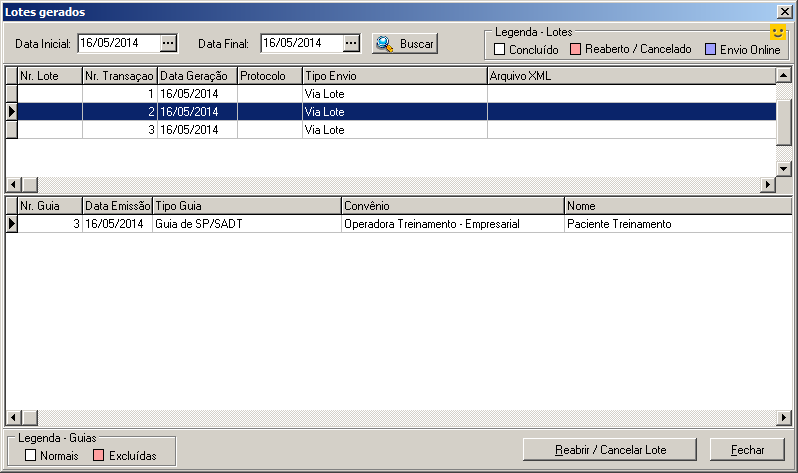 Lotes gerados
Data Inicial: 16/05/2014 ... Data Final: 16/05/2014 ... Buscar
Legenda - Lotes
Concluído Reaberto / Cancelado Envio Online
Nr. Lote Nr. Transaçao Data Geração Protocolo Tipo Envio Arquivo XML
1 16/05/2014 Via Lote
2 16/05/2014 Via Lote
3 16/05/2014 Via Lote
Nr. Guia Data Emissão Tipo Guia Convênio Nome
3 16/05/2014 Guia de SP/SADT Operadora Treinamento - Empresarial Paciente Treinamento
Legenda - Guias
Normais Excluídas
Reabrir / Cancelar Lote Fechar